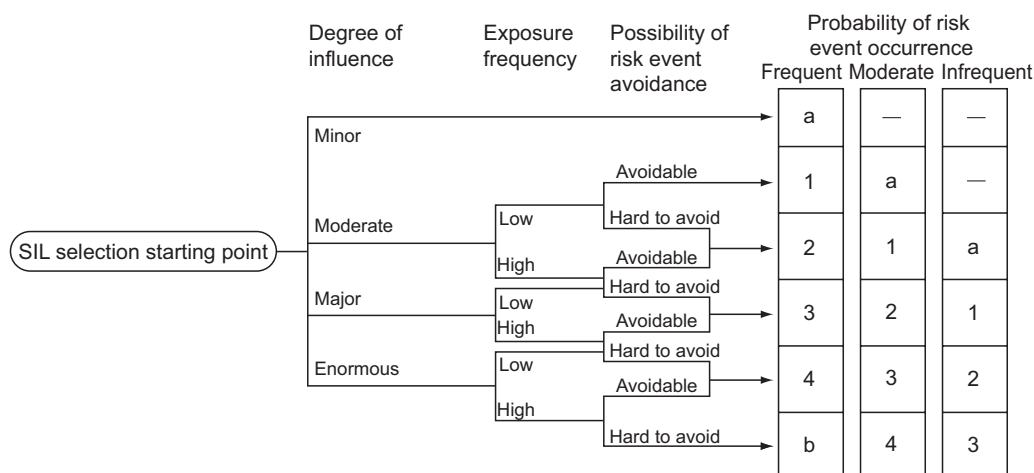 Degree of
influence
Exposure
frequency
Possibility of
risk event
avoidance
Probability of risk
event occurrence
Frequent Moderate Infrequent
SIL selection starting point
Minor
Moderate
Major
Enormous
Low
High
Low
High
Low
High
Avoidable
Hard to avoid
Avoidable
Hard to avoid
Avoidable
Hard to avoid
Avoidable
Hard to avoid
a — —
1 a —
2 1 a
3 2 1
4 3 2
b 4 3